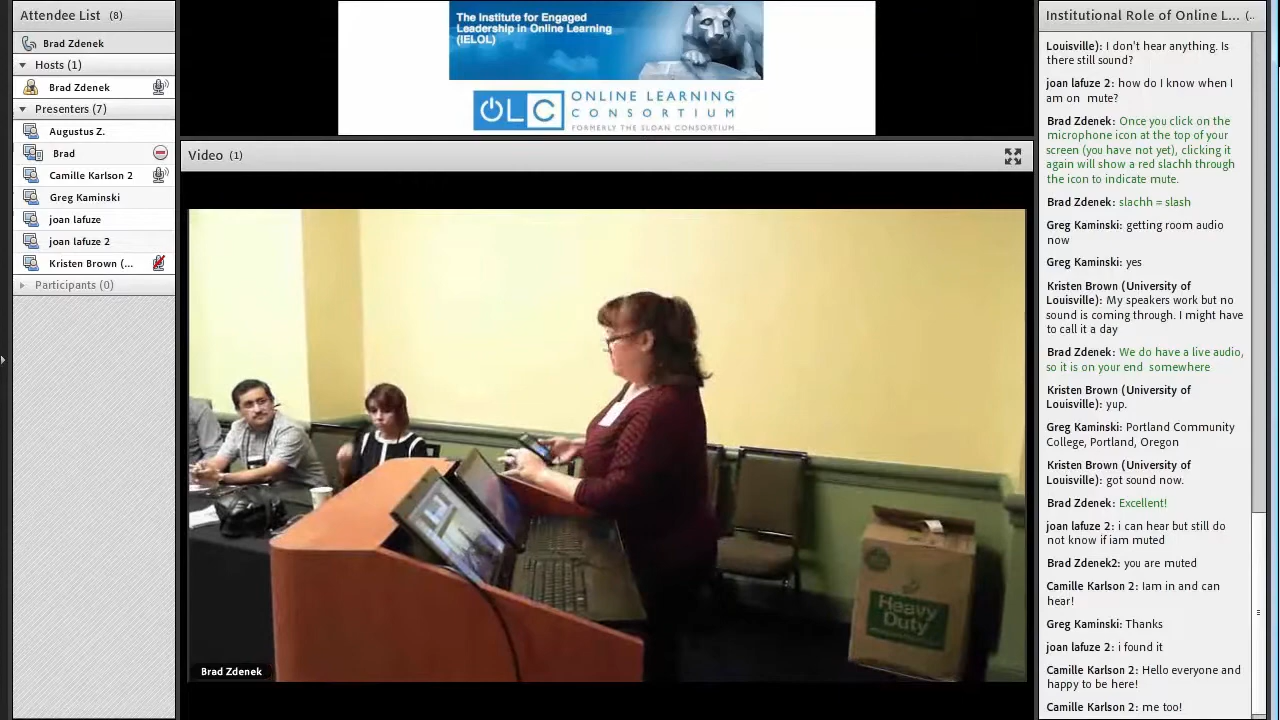 Attendee List (8)
Brad Zdenek
Hosts (1)
Brad Zdenek
Presenters (7)
Augustus Z.
Brad
Camille Karlson 2
Greg Kaminski
joan lafuze
joan lafuze 2
Kristen Brown (...
Participants (0)
The Institute for Engaged
Leadership in Online Learning
(IELOL)
OLC
ONLINE LEARNING
CONSORTIUM
FORMERLY THE SLOAN CONSORTIUM
Video (1)
Heavy
Duty
Brad Zdenek
Institutional Role of Online L... (..
Louisville): I don't hear anything. Is
there still sound?
joan lafuze 2: how do I know when I
am on mute?
Brad Zdenek: Once you click on the
microphone icon at the top of your
screen (you have not yet), clicking it
again will show a red slachh through
the icon to indicate mute.
Brad Zdenek: slachh = slash
Greg Kaminski: getting room audio
now
Greg Kaminski: yes
Kristen Brown (University of
Louisville): My speakers work but no
sound is coming through. I might have
to call it a day
Brad Zdenek: We do have a live audio,
so it is on your end somewhere
Kristen Brown (University of
Louisville): yup.
Greg Kaminski: Portland Community
College, Portland, Oregon
Kristen Brown (University of
Louisville): got sound now.
Brad Zdenek: Excellent!
joan lafuze 2: i can hear but still do
not know if iam muted
Brad Zdenek2: you are muted
Camille Karlson 2: Iam in and can
hear!
Greg Kaminski: Thanks
joan lafuze 2: i found it
Camille Karlson 2: Hello everyone and
happy to be here!
Camille Karlson 2: me too!